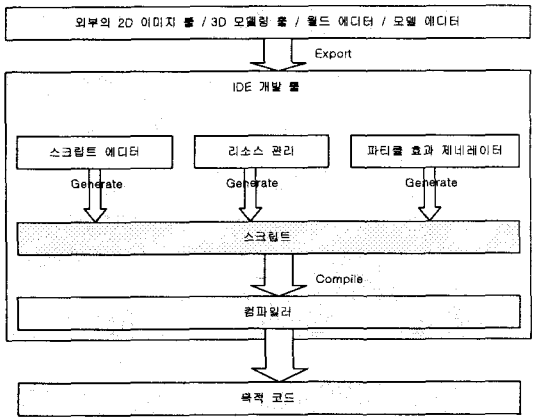 외부의 2D 이미지 툴 / 3D 모델링 툴 / 월드 에디터 / 모델 에디터
Export
IDE 개발 툴
스크립트 에디터
리소스 관리
파티클 효과 제네레이터
Generate
Generate
Generate
스크립트
Compile
컴파일러
목적 코드